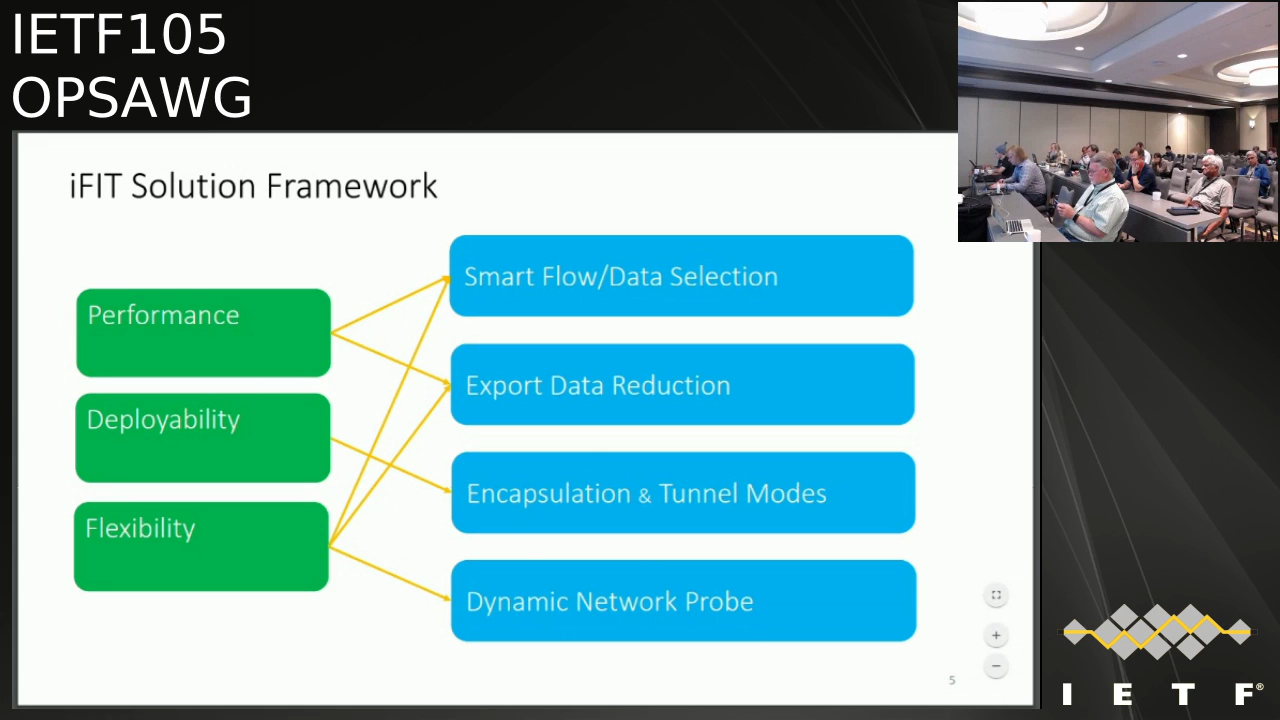 IETF105
OPSAWG
iFIT Solution Framework
Performance
Deployability
Flexibility
Smart Flow/Data Selection
Export Data Reduction
Encapsulation & Tunnel Modes
Dynamic Network Probe
5
I E T F®